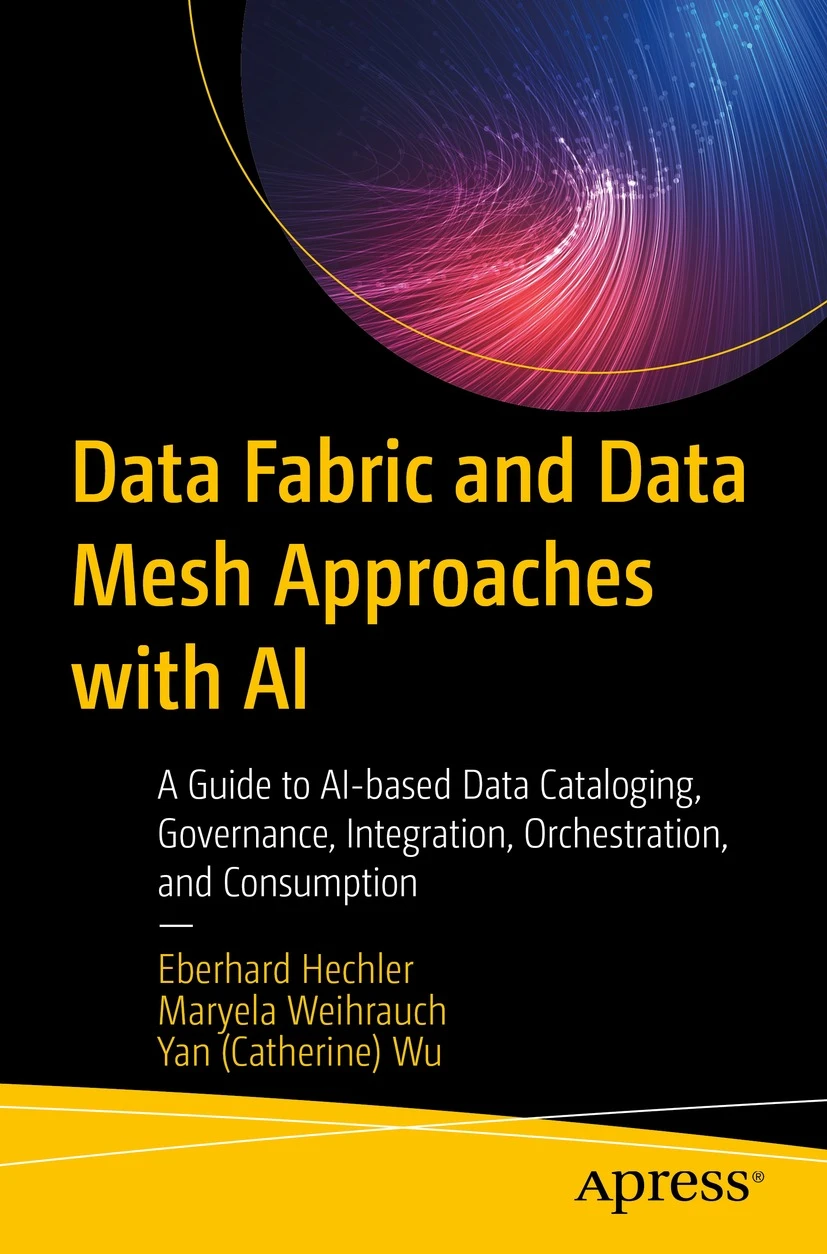 Data Fabric and Data
Mesh Approaches
with AI
A Guide to AI-based Data Cataloging,
Governance, Integration, Orchestration,
and Consumption
—
Eberhard Hechler
Maryela Weihrauch
Yan (Catherine) Wu
Apress®